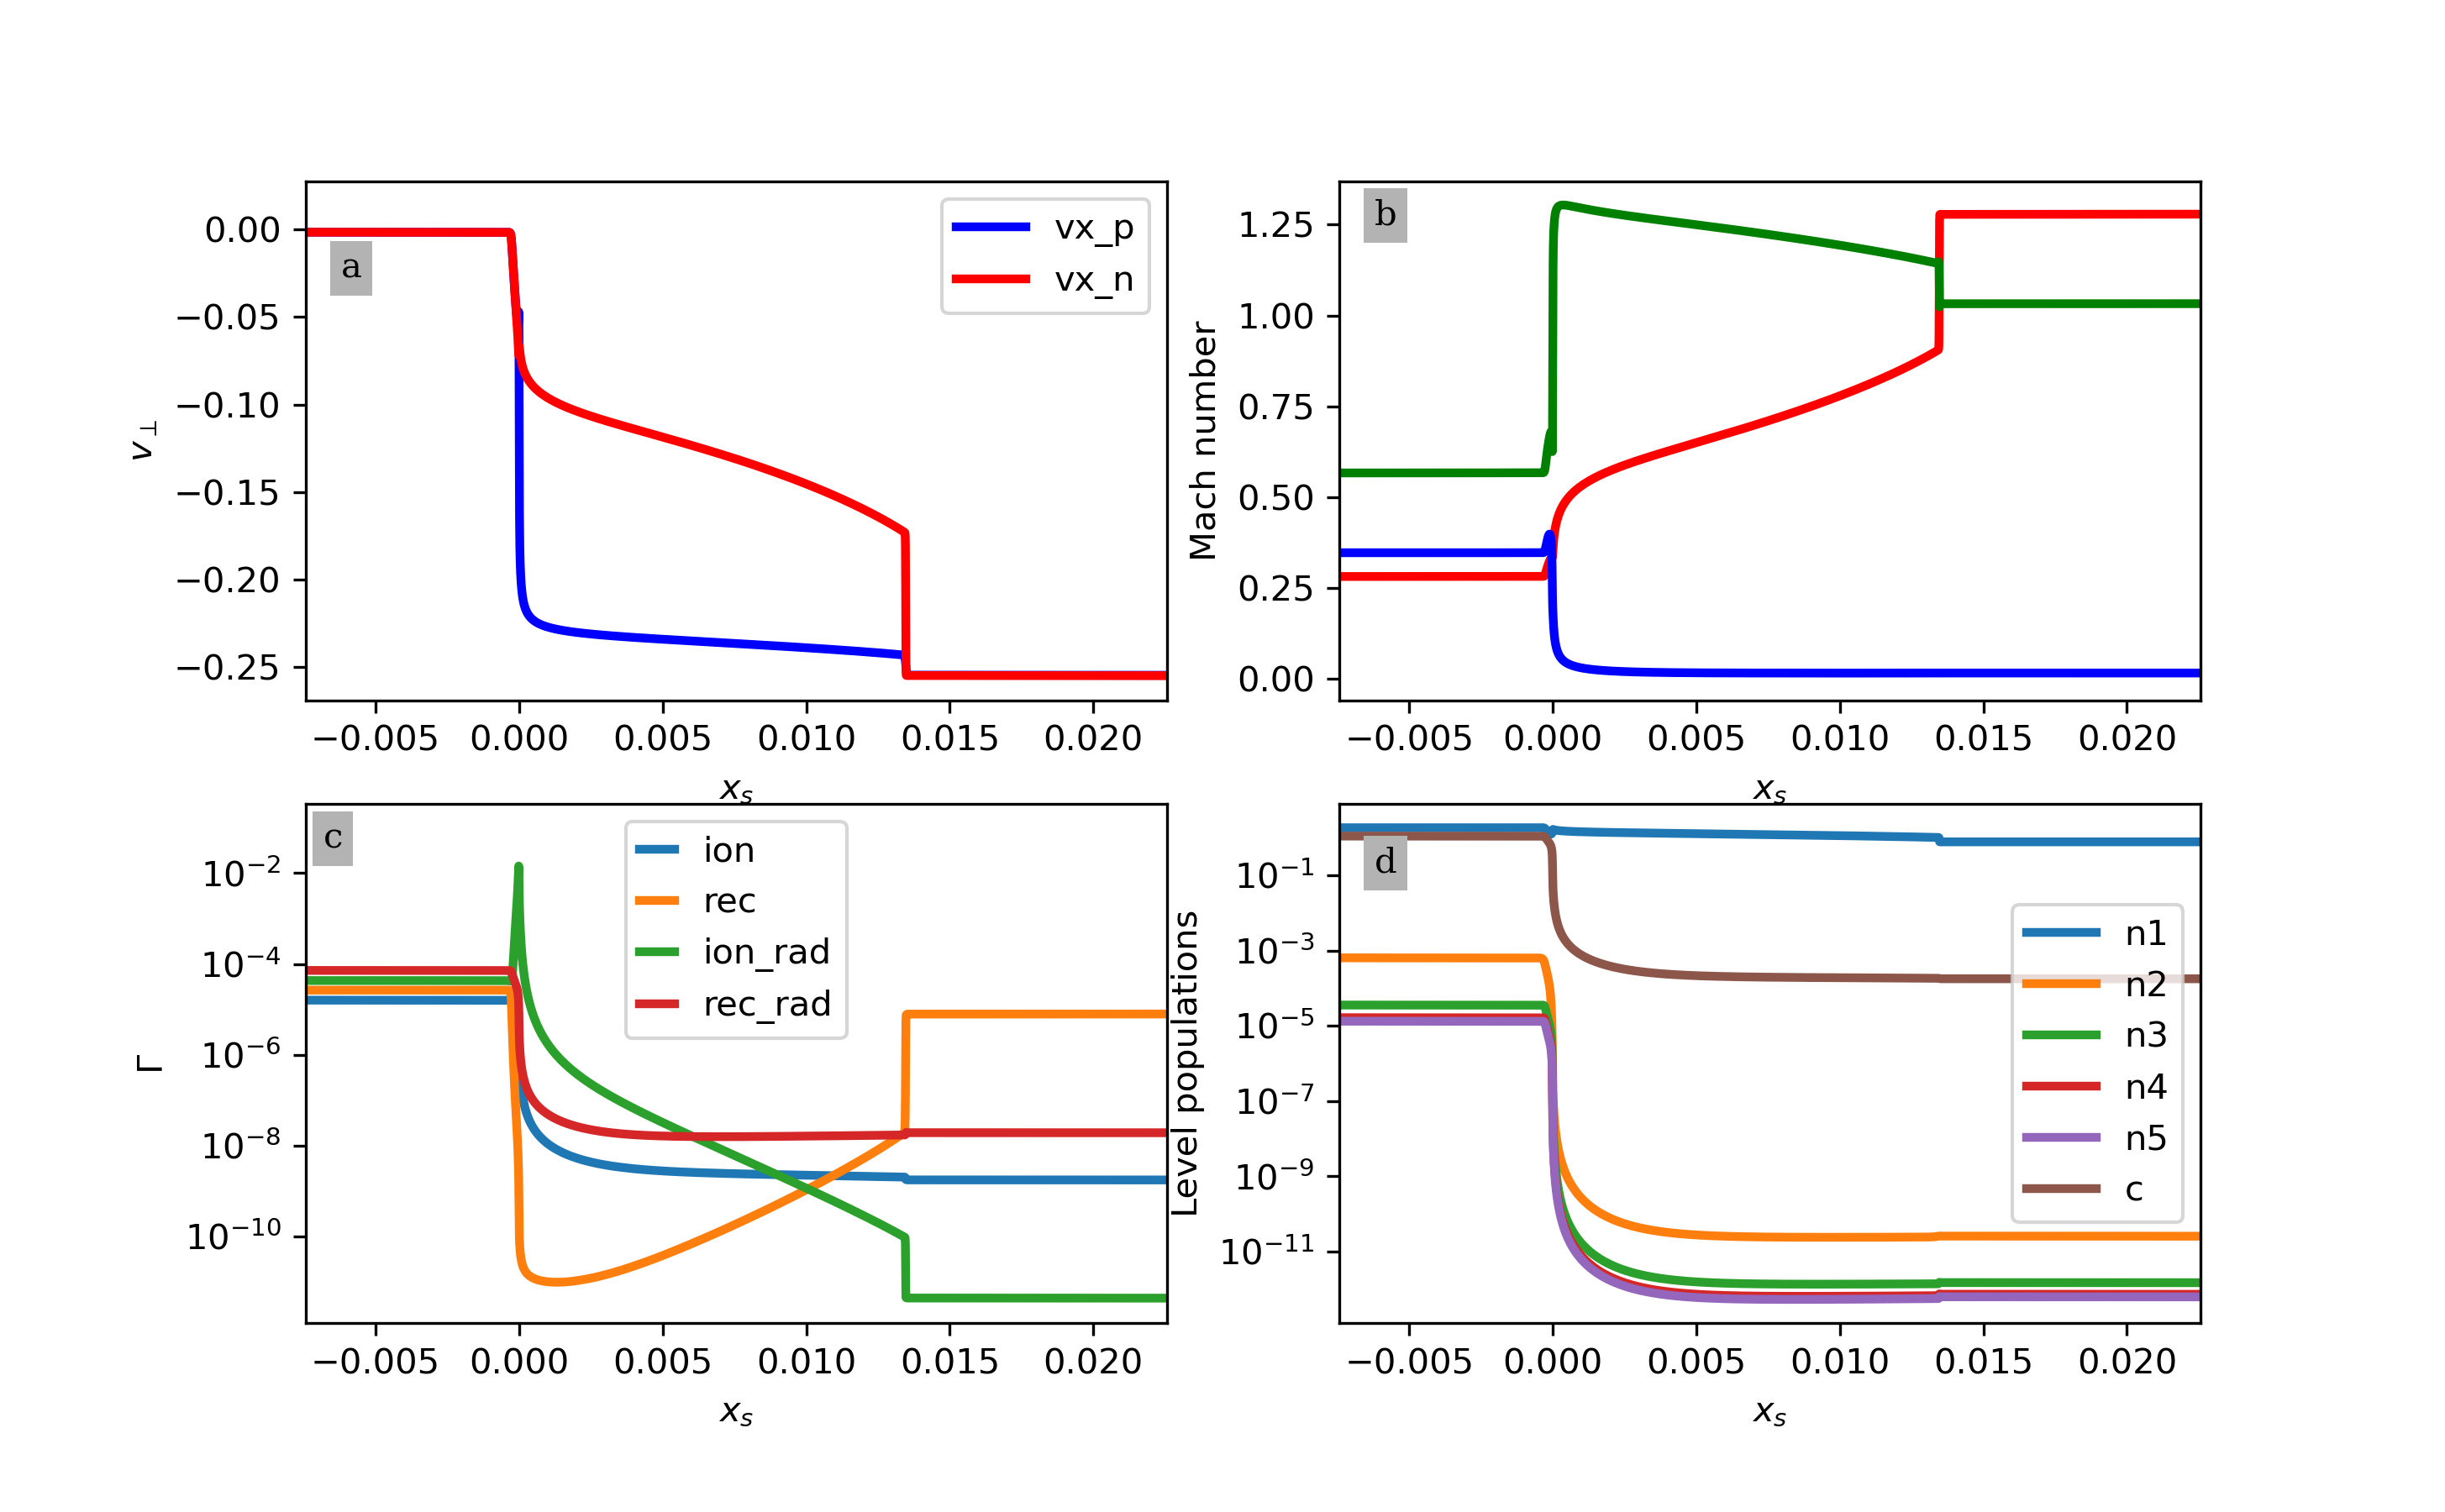 a
v⊥
0.00
−0.05
−0.10
−0.15
−0.20
−0.25
vx_p
vx_n
−0.005 0.000 0.005 0.010 0.015 0.020
xₛ
b
Mach number
1.25
1.00
0.75
0.50
0.25
0.00
−0.005 0.000 0.005 0.010 0.015 0.020
xₛ
c
Γ
10⁻²
10⁻⁴
10⁻⁶
10⁻⁸
10⁻¹⁰
ion
rec
ion_rad
rec_rad
−0.005 0.000 0.005 0.010 0.015 0.020
xₛ
d
Level populations
10⁻¹
10⁻³
10⁻⁵
10⁻⁷
10⁻⁹
10⁻¹¹
n1
n2
n3
n4
n5
c
−0.005 0.000 0.005 0.010 0.015 0.020
xₛ